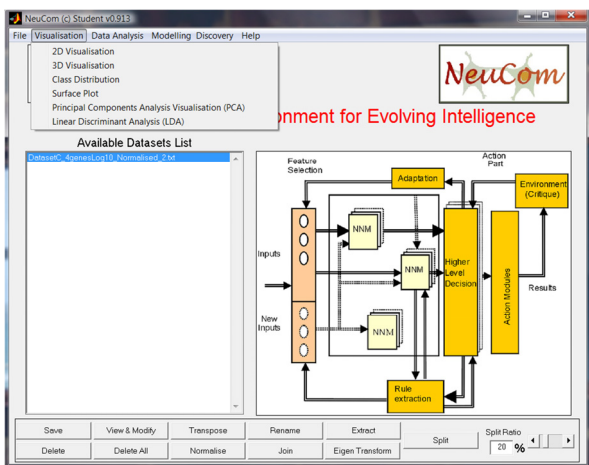 NeuCom (c) Student v0.913
File Visualisation Data Analysis Modelling Discovery Help
2D Visualisation
3D Visualisation
Class Distribution
Surface Plot
Principal Components Analysis Visualisation (PCA)
Linear Discriminant Analysis (LDA)
NeuCom
onment for Evolving Intelligence
Available Datasets List
DatasetC_4genesLog10_Normalised_2.txt
Feature
Selection
Action
Part
Adaptation
Environment
(Critique)
NNM
Inputs
NNM
Higher
Level
Decision
Action Modules
Results
New
Inputs
NNM
Rule
extraction
Save View & Modify Transpose Rename Extract Split Split Ratio
Delete Delete All Normalise Join Eigen Transform 20 %